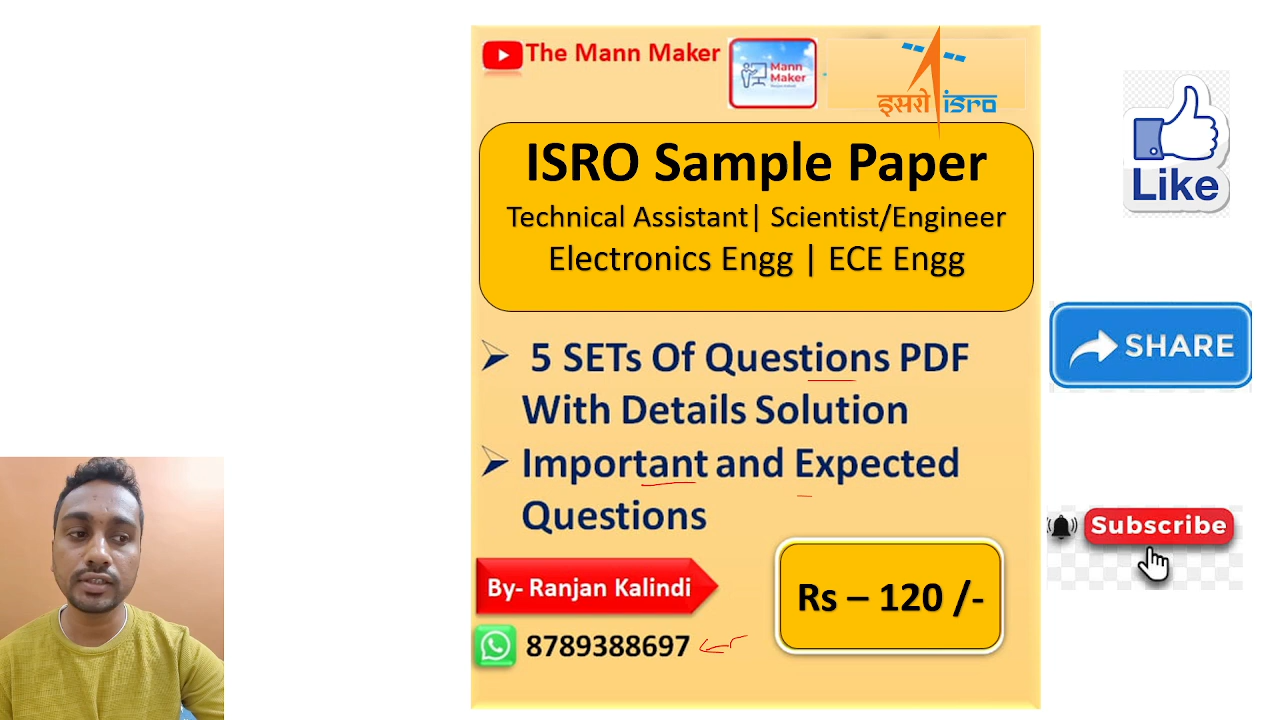 The Mann Maker
Mann
Maker
इसरो isro
ISRO Sample Paper
Technical Assistant| Scientist/Engineer
Electronics Engg | ECE Engg
5 SETs Of Questions PDF
With Details Solution
Important and Expected
Questions
By- Ranjan Kalindi
Rs – 120 /-
8789388697
Like
SHARE
Subscribe